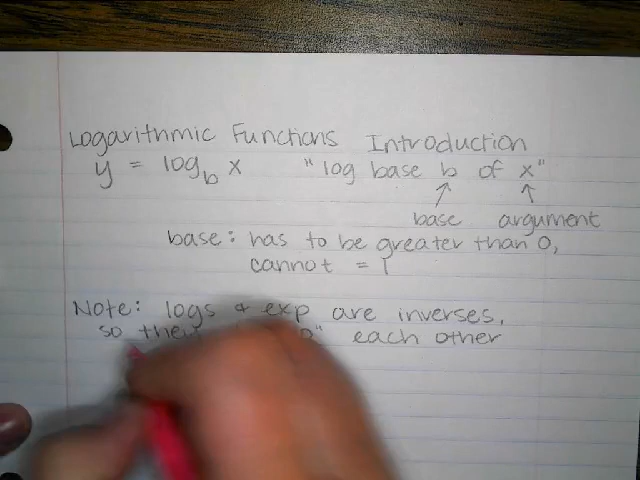 Logarithmic Functions Introduction
y = log_b x "log base b of x"
↗ ↑
base argument
base: has to be greater than 0,
cannot = 1
Note: logs & exp are inverses,
so each other